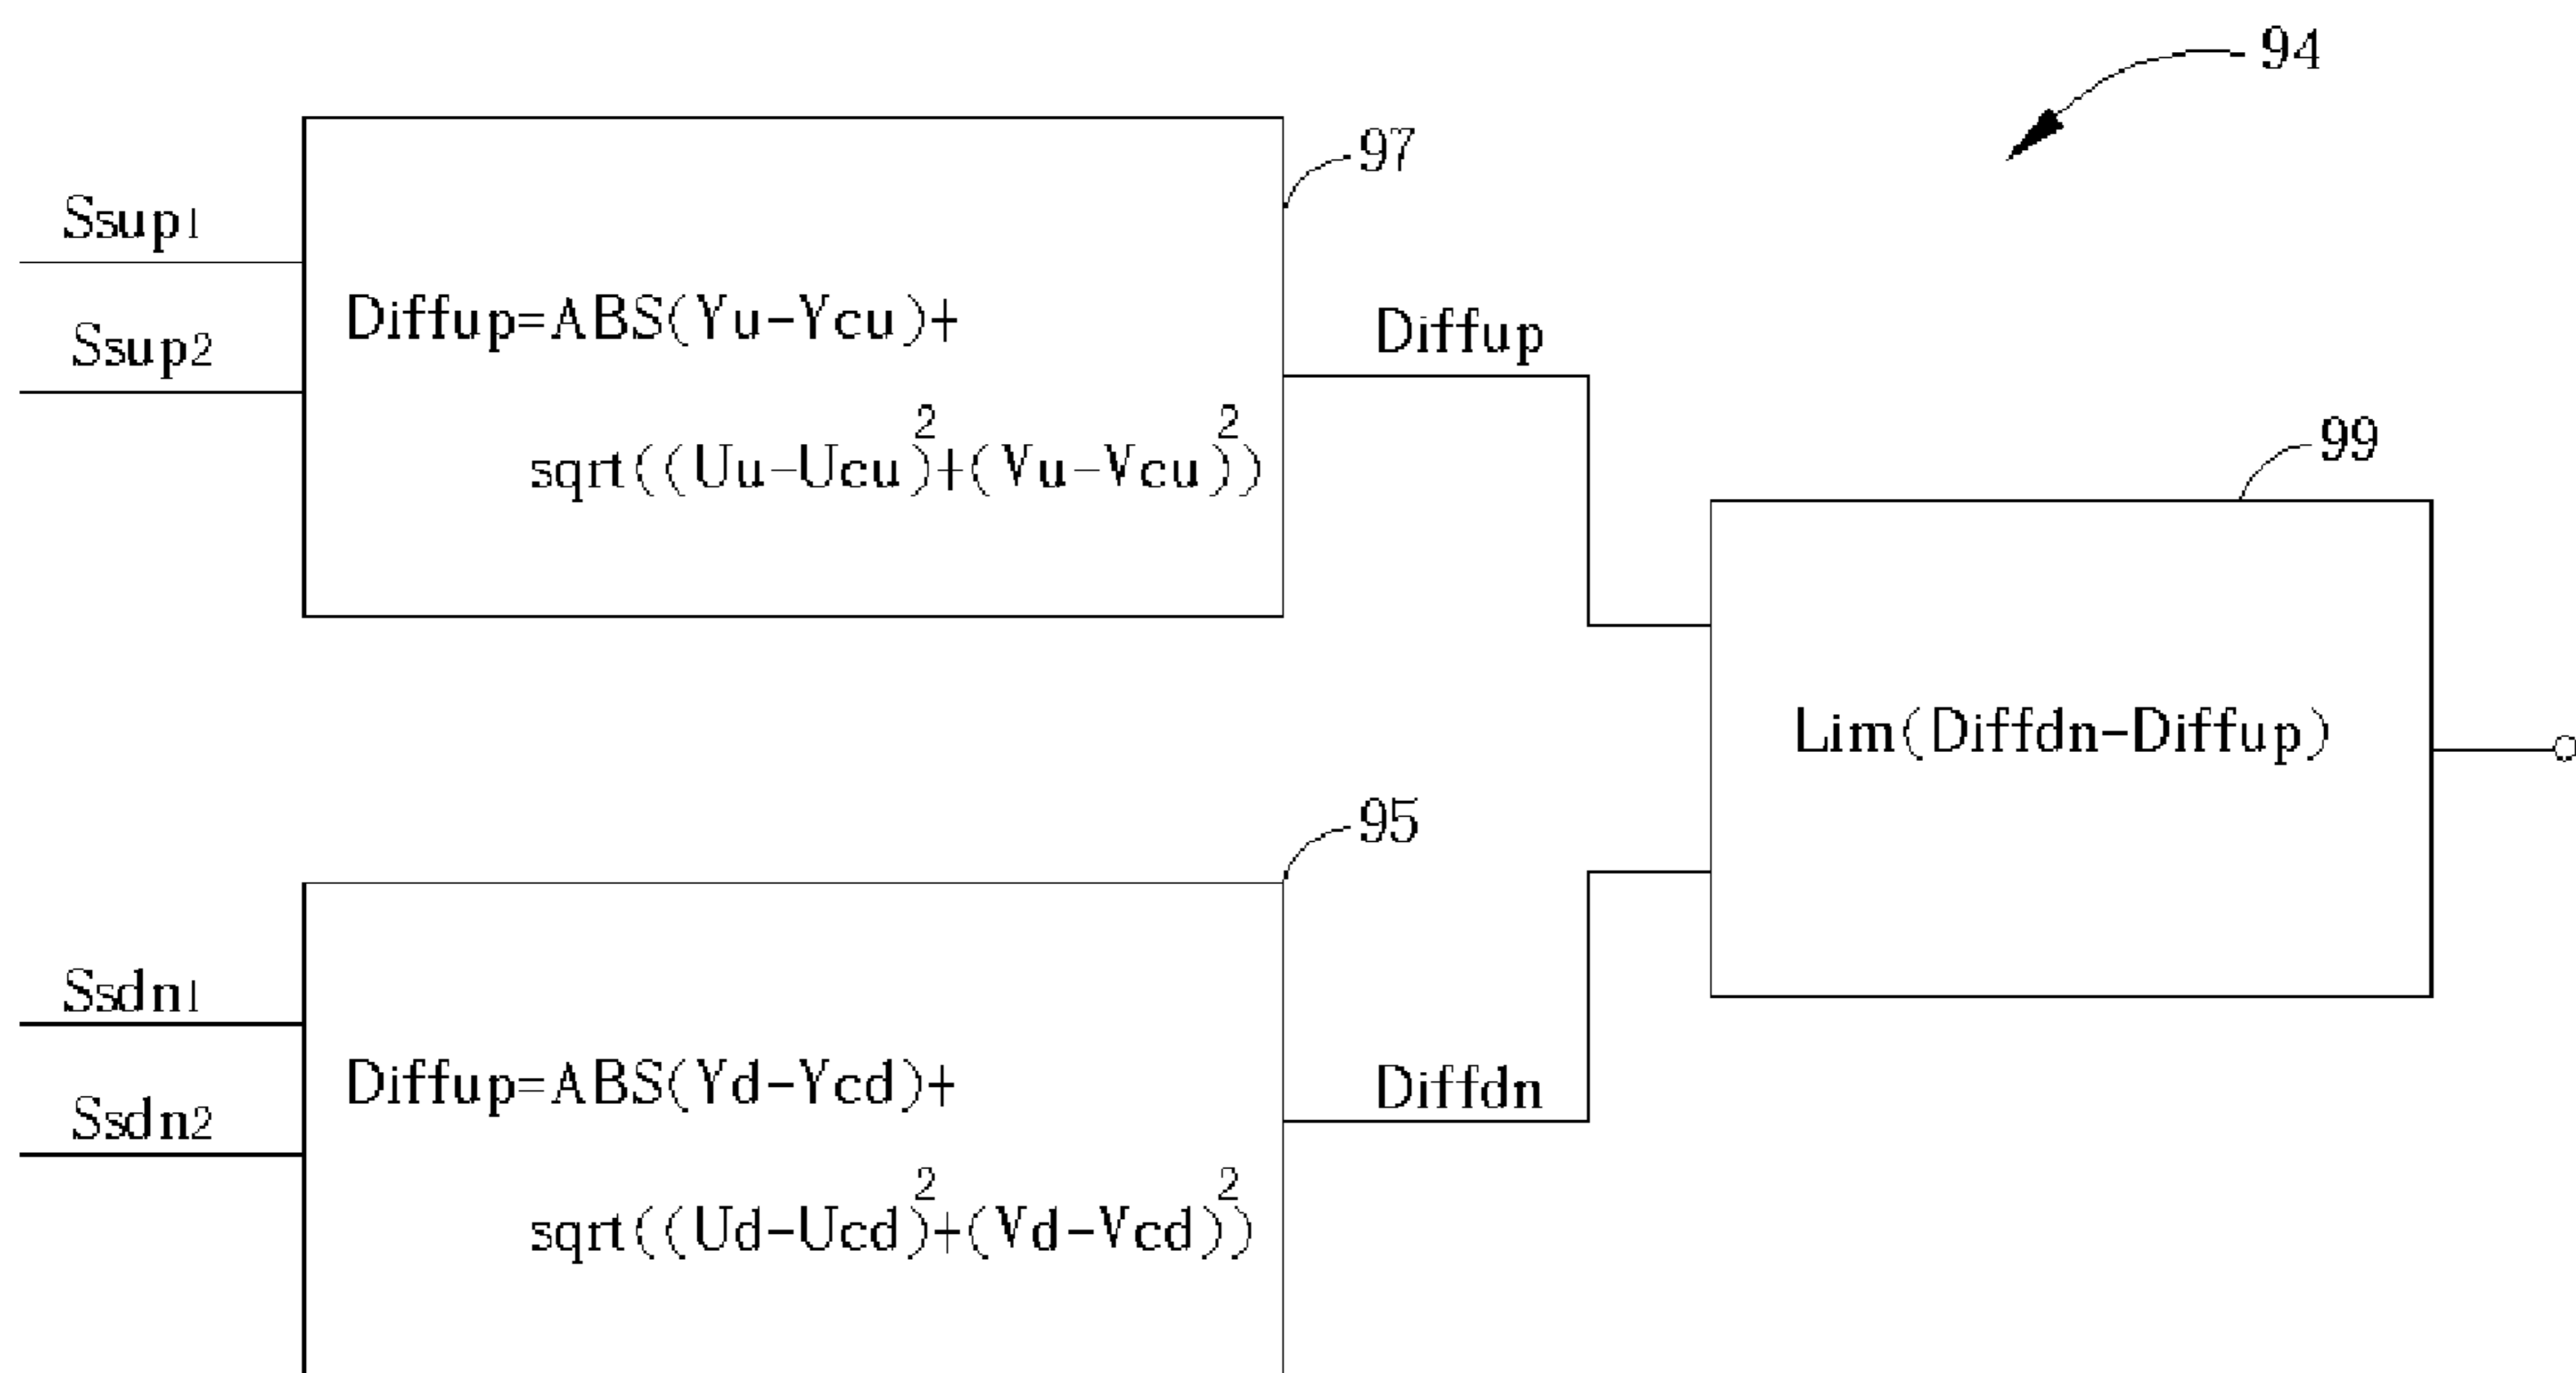 94
97
Ssup1
Ssup2
Diffup=ABS(Yu-Ycu)+
sqrt((Uu-Ucu)²+(Vu-Vcu)²)
Diffup
99
Lim(Diffdn-Diffup)
95
Ssdn1
Ssdn2
Diffup=ABS(Yd-Ycd)+
sqrt((Ud-Ucd)²+(Vd-Vcd)²)
Diffdn